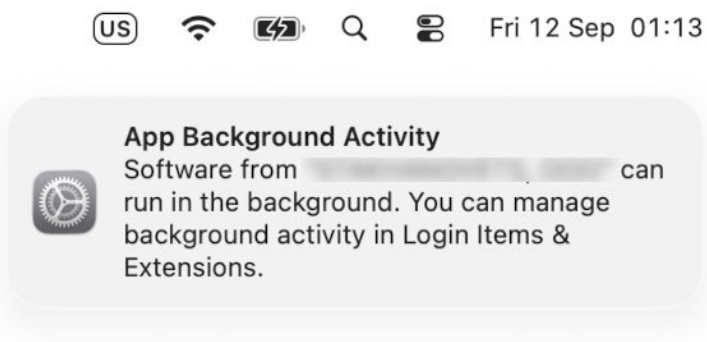 US Fri 12 Sep 01:13
App Background Activity
Software from can
run in the background. You can manage
background activity in Login Items &
Extensions.